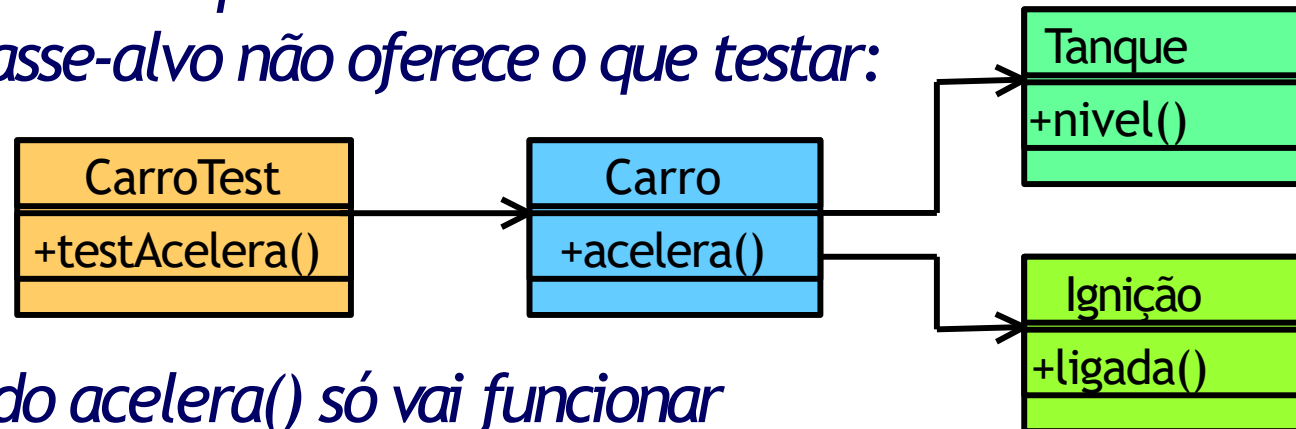 asse-alvo não oferece o que testar:
Tanque
+nivel()
CarroTest
+testAcelera()
Carro
+acelera()
Ignição
+ligada()
do acelera() só vai funcionar